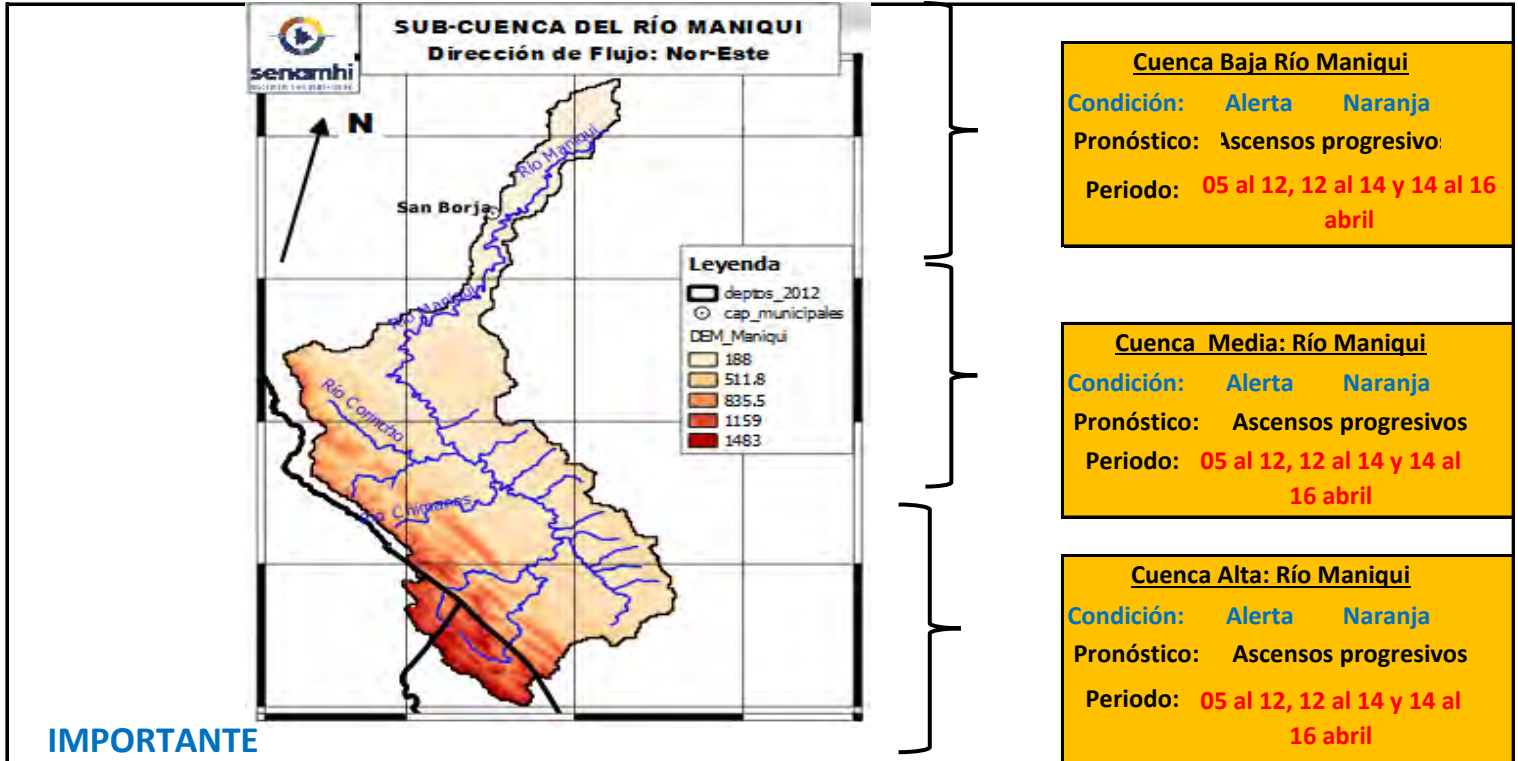 SUB-CUENCA DEL RÍO MANIQUI
Dirección de Flujo: Nor-Este
senamhi
N
Río Maniqui
San Borja
Río Maniqui
Río Chimanes
Leyenda
deptos_2012
cap_municipales
DEM_Maniqui
188
511.8
835.5
1159
1483
Cuenca Baja Río Maniqui
Condición: Alerta Naranja
Pronóstico: Ascensos progresivo
Periodo: 05 al 12, 12 al 14 y 14 al 16
abril
Cuenca Media: Río Maniqui
Condición: Alerta Naranja
Pronóstico: Ascensos progresivos
Periodo: 05 al 12, 12 al 14 y 14 al
16 abril
Cuenca Alta: Río Maniqui
Condición: Alerta Naranja
Pronóstico: Ascensos progresivos
Periodo: 05 al 12, 12 al 14 y 14 al
16 abril
IMPORTANTE